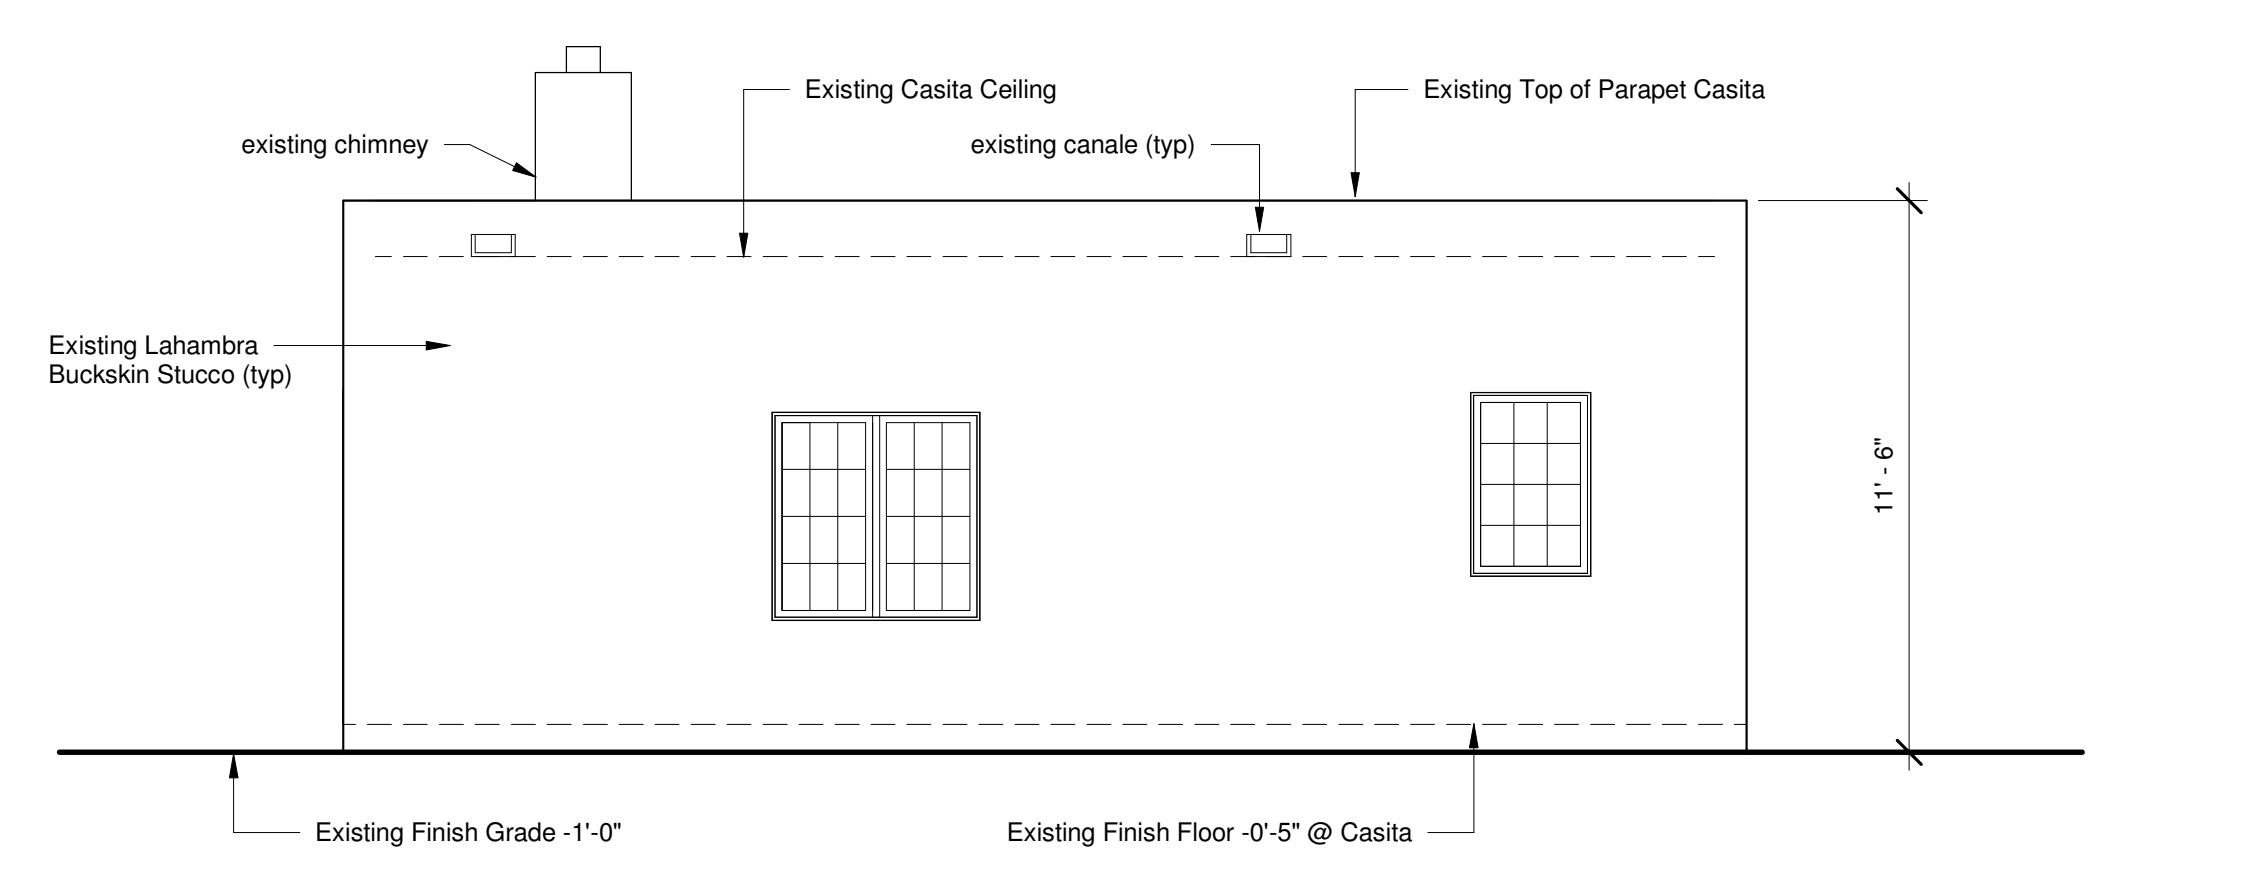 Existing Casita Ceiling
Existing Top of Parapet Casita
existing chimney
existing canale (typ)
Existing Lahambra
Buckskin Stucco (typ)
11' - 6"
Existing Finish Grade -1'-0"
Existing Finish Floor -0'-5" @ Casita